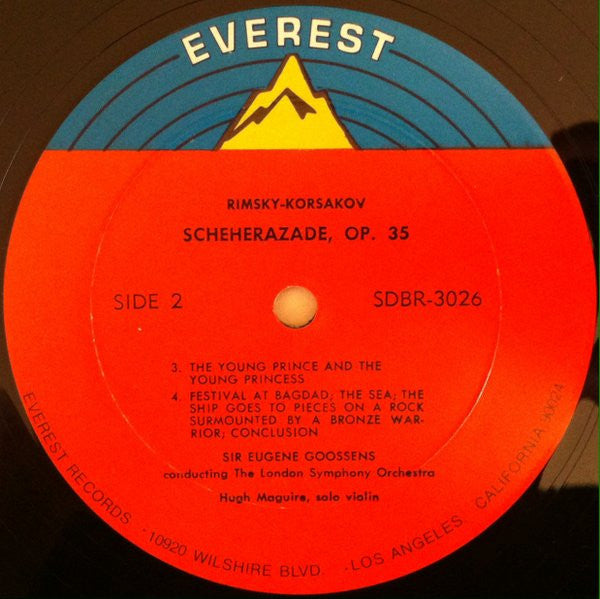 EVEREST
RIMSKY-KORSAKOV
SCHEHERAZADE, OP. 35
SIDE 2
SDBR-3026
3. THE YOUNG PRINCE AND THE
YOUNG PRINCESS
4. FESTIVAL AT BAGDAD; THE SEA; THE
SHIP GOES TO PIECES ON A ROCK
SURMOUNTED BY A BRONZE WAR-
RIOR; CONCLUSION
SIR EUGENE GOOSSENS
conducting The London Symphony Orchestra
Hugh Maguire, solo violin
EVEREST RECORDS · 10920 WILSHIRE BLVD. · LOS ANGELES, CALIFORNIA 90024